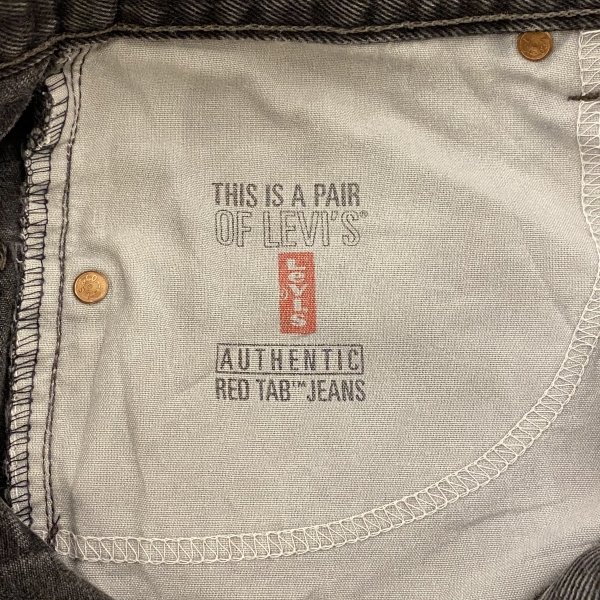 THIS IS A PAIR
OF LEVI'S®
LeVI'S
AUTHENTIC
RED TAB™ JEANS